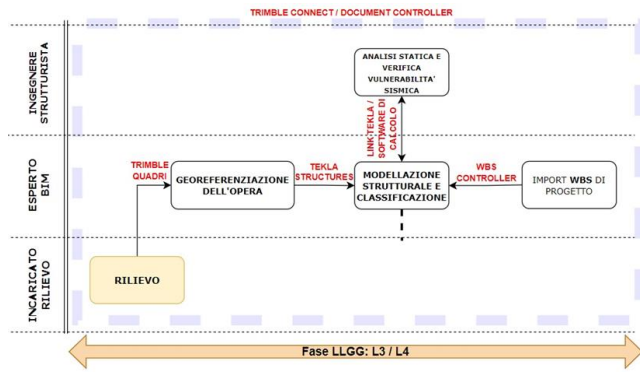 TRIMBLE CONNECT / DOCUMENT CONTROLLER
INGEGNERE
STRUTTURISTA
ANALISI STATICA E
VERIFICA
VULNERABILITA'
SISMICA
LINK TEKLA /
SOFTWARE DI
CALCOLO
ESPERTO
BIM
TRIMBLE
QUADRI
GEOREFERENZIAZIONE
DELL'OPERA
TEKLA
STRUCTURES
MODELLAZIONE
STRUTTURALE E
CLASSIFICAZIONE
WBS
CONTROLLER
IMPORT WBS DI
PROGETTO
INCARICATO
RILIEVO
RILIEVO
Fase LLGG: L3 / L4